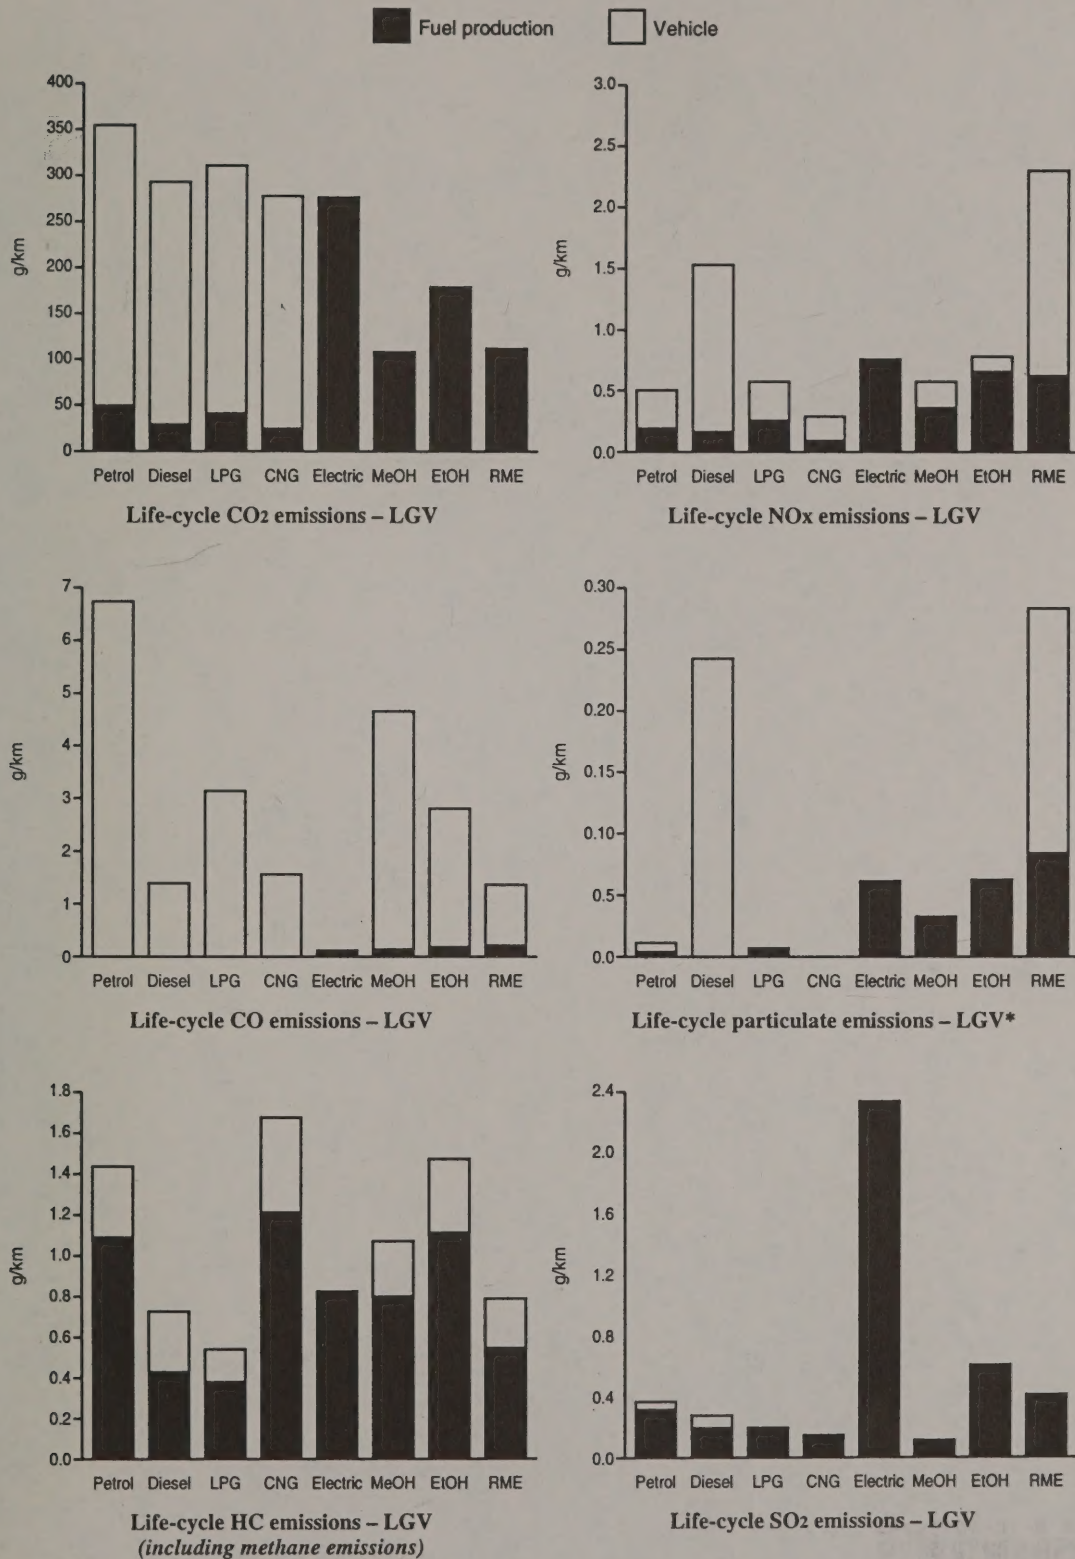 Fuel production
Vehicle
400
350
300
250
200
150
100
50
0
g/km
Petrol Diesel LPG CNG Electric MeOH EtOH RME
Life-cycle CO2 emissions – LGV
3.0
2.5
2.0
1.5
1.0
0.5
0.0
g/km
Petrol Diesel LPG CNG Electric MeOH EtOH RME
Life-cycle NOx emissions – LGV
7
6
5
4
3
2
1
0
g/km
Petrol Diesel LPG CNG Electric MeOH EtOH RME
Life-cycle CO emissions – LGV
0.30
0.25
0.20
0.15
0.10
0.5
0.0
g/km
Petrol Diesel LPG CNG Electric MeOH EtOH RME
Life-cycle particulate emissions – LGV*
1.8
1.6
1.4
1.2
1.0
0.8
0.6
0.4
0.2
0.0
g/km
Petrol Diesel LPG CNG Electric MeOH EtOH RME
Life-cycle HC emissions – LGV
(including methane emissions)
2.4
2.0
1.6
1.2
0.8
0.4
0.0
g/km
Petrol Diesel LPG CNG Electric MeOH EtOH RME
Life-cycle SO2 emissions – LGV